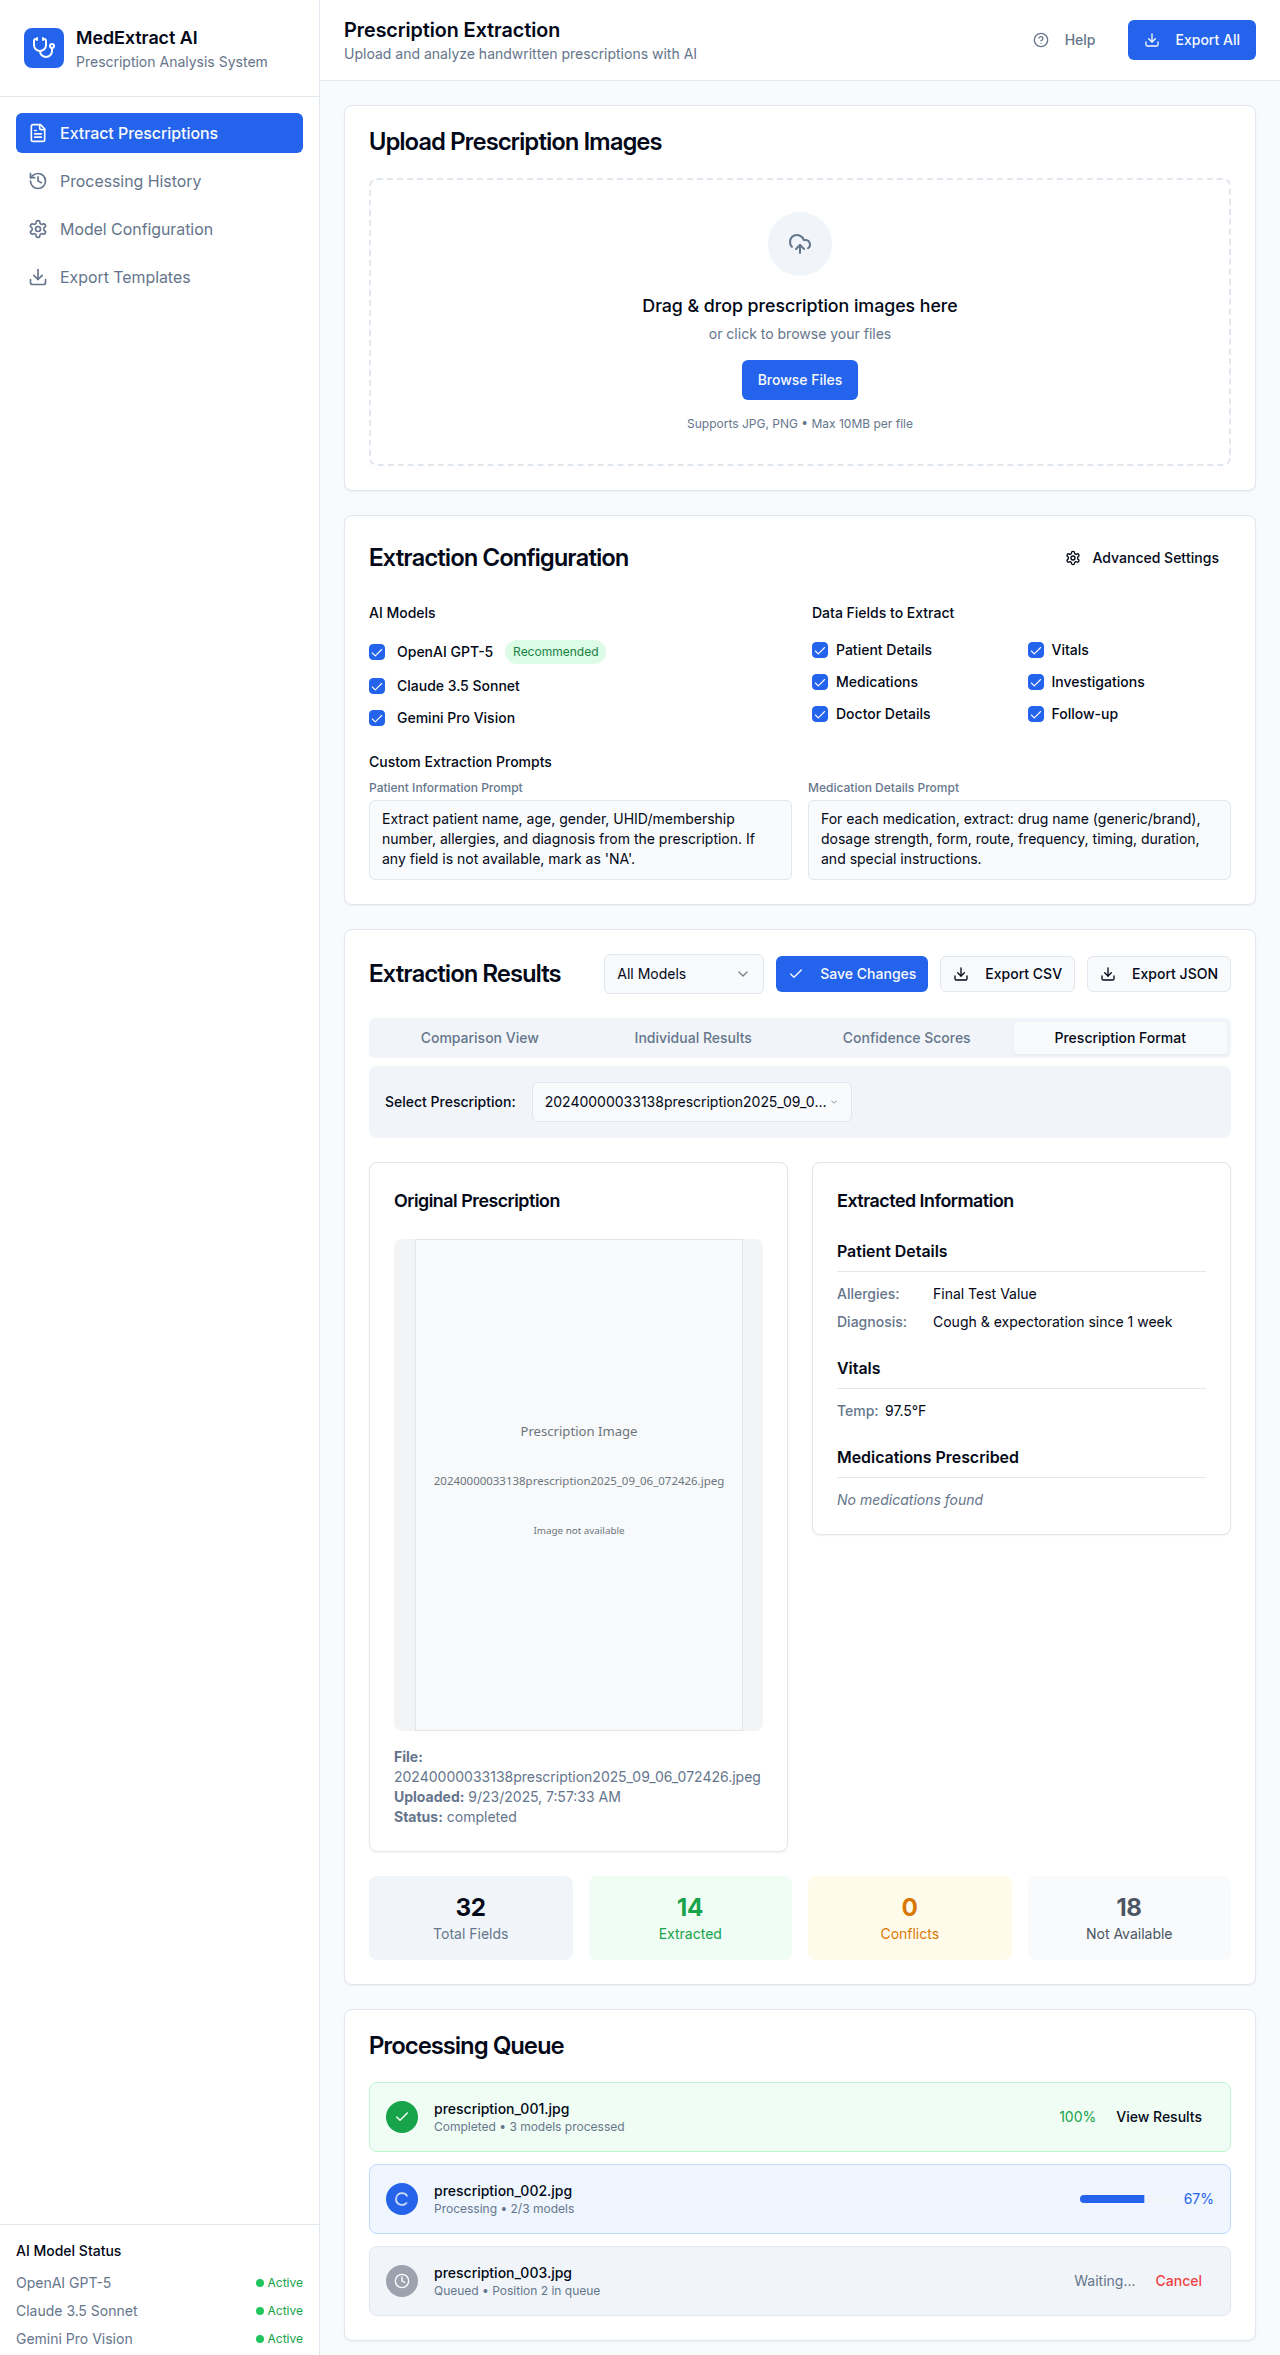 MedExtract AI
Prescription Analysis System
Extract Prescriptions
Processing History
Model Configuration
Export Templates
AI Model Status
OpenAI GPT-5 Active
Claude 3.5 Sonnet Active
Gemini Pro Vision Active
Prescription Extraction
Upload and analyze handwritten prescriptions with AI
Help
Export All
Upload Prescription Images
Drag & drop prescription images here
or click to browse your files
Browse Files
Supports JPG, PNG • Max 10MB per file
Extraction Configuration
Advanced Settings
AI Models
OpenAI GPT-5 Recommended
Claude 3.5 Sonnet
Gemini Pro Vision
Data Fields to Extract
Patient Details
Vitals
Medications
Investigations
Doctor Details
Follow-up
Custom Extraction Prompts
Patient Information Prompt
Extract patient name, age, gender, UHID/membership
number, allergies, and diagnosis from the prescription. If
any field is not available, mark as 'NA'.
Medication Details Prompt
For each medication, extract: drug name (generic/brand),
dosage strength, form, route, frequency, timing, duration,
and special instructions.
Extraction Results
All Models
Save Changes
Export CSV
Export JSON
Comparison View
Individual Results
Confidence Scores
Prescription Format
Select Prescription:
20240000033138prescription2025_09_0...
Original Prescription
Prescription Image
20240000033138prescription2025_09_06_072426.jpeg
Image not available
File:
20240000033138prescription2025_09_06_072426.jpeg
Uploaded: 9/23/2025, 7:57:33 AM
Status: completed
Extracted Information
Patient Details
Allergies: Final Test Value
Diagnosis: Cough & expectoration since 1 week
Vitals
Temp: 97.5°F
Medications Prescribed
No medications found
32
Total Fields
14
Extracted
0
Conflicts
18
Not Available
Processing Queue
prescription_001.jpg
Completed • 3 models processed
100%
View Results
prescription_002.jpg
Processing • 2/3 models
67%
prescription_003.jpg
Queued • Position 2 in queue
Waiting...
Cancel